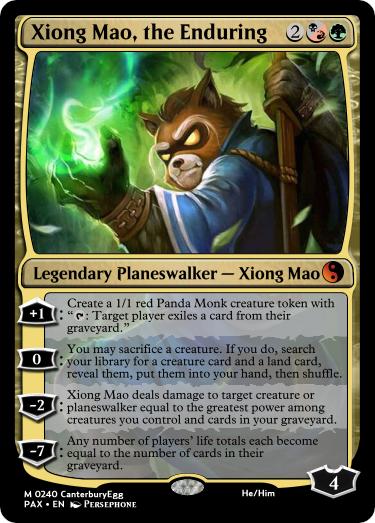 Xiong Mao, the Enduring
2
Legendary Planeswalker — Xiong Mao
+1 : Create a 1/1 red Panda Monk creature token with
“T: Target player exiles a card from their
graveyard.”
0 : You may sacrifice a creature. If you do, search
your library for a creature card and a land card,
reveal them, put them into your hand, then shuffle.
-2 : Xiong Mao deals damage to target creature or
planeswalker equal to the greatest power among
creatures you control and cards in your graveyard.
-7 : Any number of players’ life totals each become
equal to the number of cards in their
graveyard.
4
M 0240 CanterburyEgg
He/Him
PAX • EN Persephone